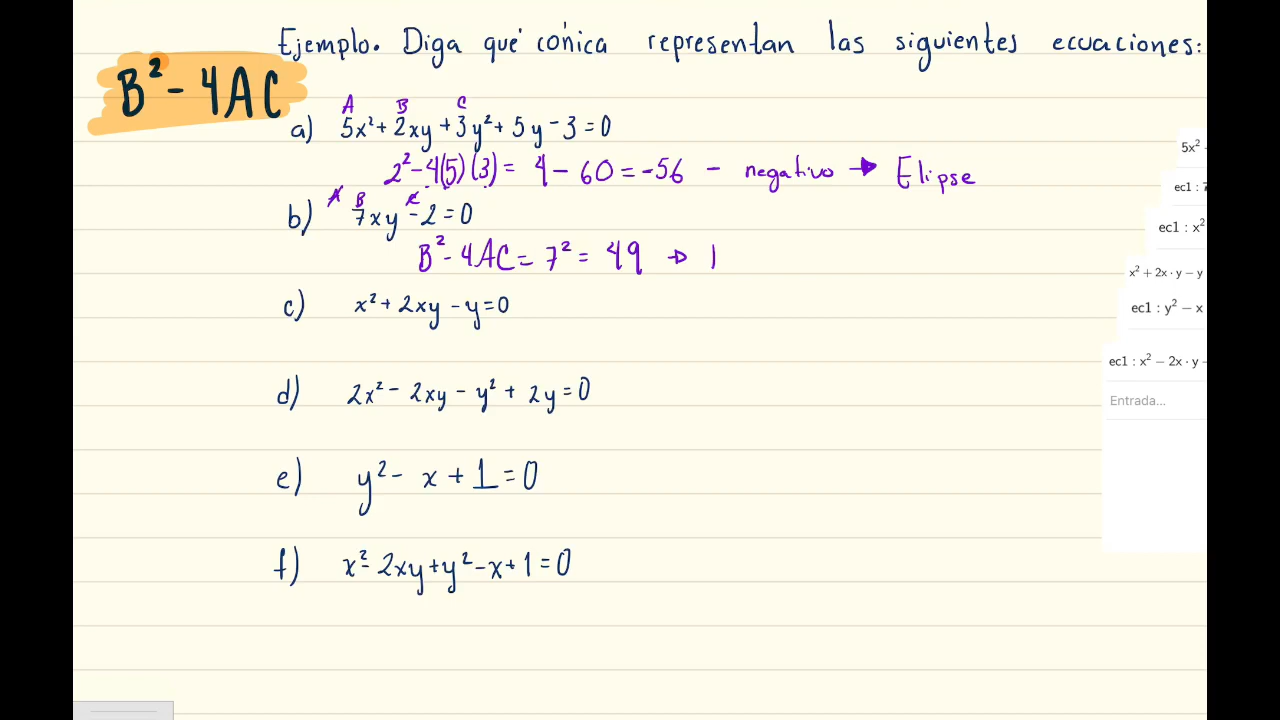 Ejemplo. Diga qué cónica representan las siguientes ecuaciones:
B² - 4AC
A B C
a) 5x² + 2xy + 3y² + 5y - 3 = 0
2² - 4(5)(3) = 4 - 60 = -56 - negativo → Elipse
A B C
b) 7xy - 2 = 0
B² - 4AC = 7² = 49 →
c) x² + 2xy - y = 0
d) 2x² - 2xy - y² + 2y = 0
e) y² - x + 1 = 0
f) x² - 2xy + y² - x + 1 = 0
5x² -
ec1 : 7
ec1 : x²
x² + 2x · y − y
ec1 : y² − x
ec1 : x² − 2x · y -
Entrada...